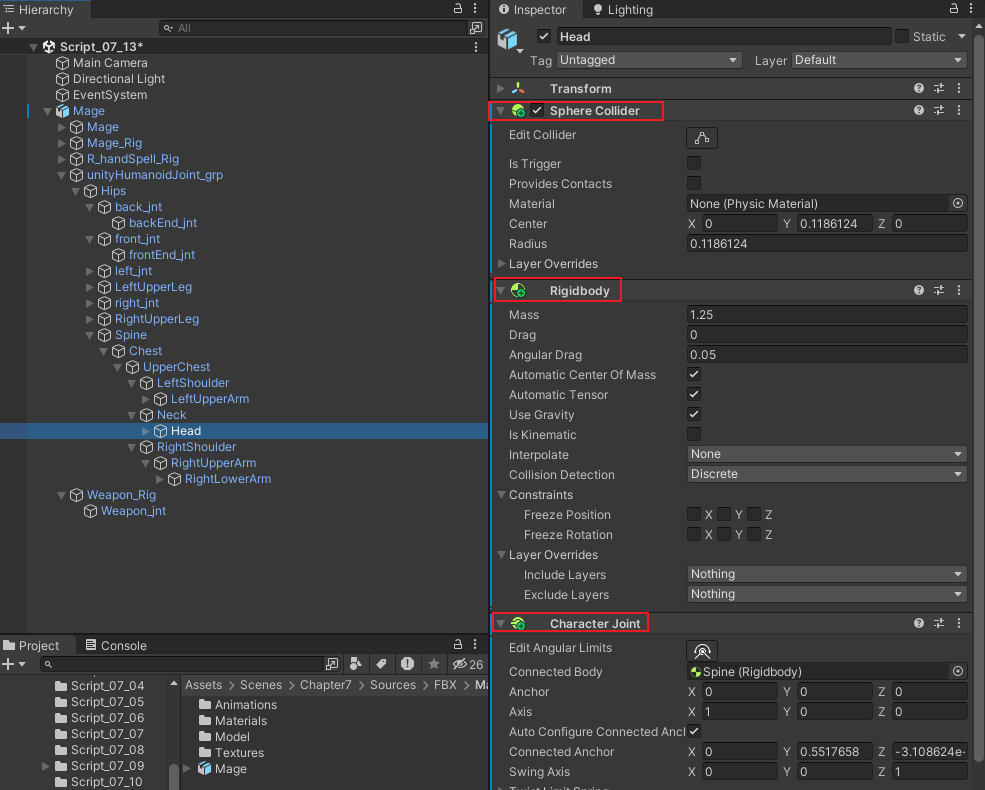 Hierarchy
All
Script_07_13*
Main Camera
Directional Light
EventSystem
Mage
Mage
Mage_Rig
R_handSpell_Rig
unityHumanoidJoint_grp
Hips
back_jnt
backEnd_jnt
front_jnt
frontEnd_jnt
left_jnt
LeftUpperLeg
right_jnt
RightUpperLeg
Spine
Chest
UpperChest
LeftShoulder
LeftUpperArm
Neck
Head
RightShoulder
RightUpperArm
RightLowerArm
Weapon_Rig
Weapon_jnt
Project Console
26
Script_07_04
Script_07_05
Script_07_06
Script_07_07
Script_07_08
Script_07_09
Script_07_10
Assets > Scenes > Chapter7 > Sources > FBX > Ma
Animations
Materials
Model
Textures
Mage
Inspector Lighting
Head Static
Tag Untagged Layer Default
Transform
Sphere Collider
Edit Collider
Is Trigger
Provides Contacts
Material None (Physic Material)
Center X 0 Y 0.1186124 Z 0
Radius 0.1186124
Layer Overrides
Rigidbody
Mass 1.25
Drag 0
Angular Drag 0.05
Automatic Center Of Mass
Automatic Tensor
Use Gravity
Is Kinematic
Interpolate None
Collision Detection Discrete
Constraints
Freeze Position X Y Z
Freeze Rotation X Y Z
Layer Overrides
Include Layers Nothing
Exclude Layers Nothing
Character Joint
Edit Angular Limits
Connected Body Spine (Rigidbody)
Anchor X 0 Y 0 Z 0
Axis X 1 Y 0 Z 0
Auto Configure Connected Ancl
Connected Anchor X 0 Y 0.5517658 Z -3.108624e-
Swing Axis X 0 Y 0 Z 1
Twist Limit Spring